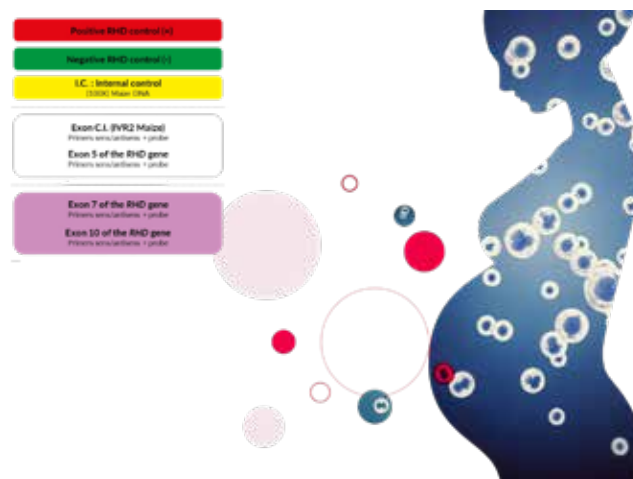 Positive RHD control (+)
Negative RHD control (-)
I.C. : Internal control
(100X) Maize DNA
Exon C.I. (IVR2 Maize)
Primers sens/antisens + probe
Exon 5 of the RHD gene
Primers sens/antisens + probe
Exon 7 of the RHD gene
Primers sens/antisens + probe
Exon 10 of the RHD gene
Primers sens/antisens + probe